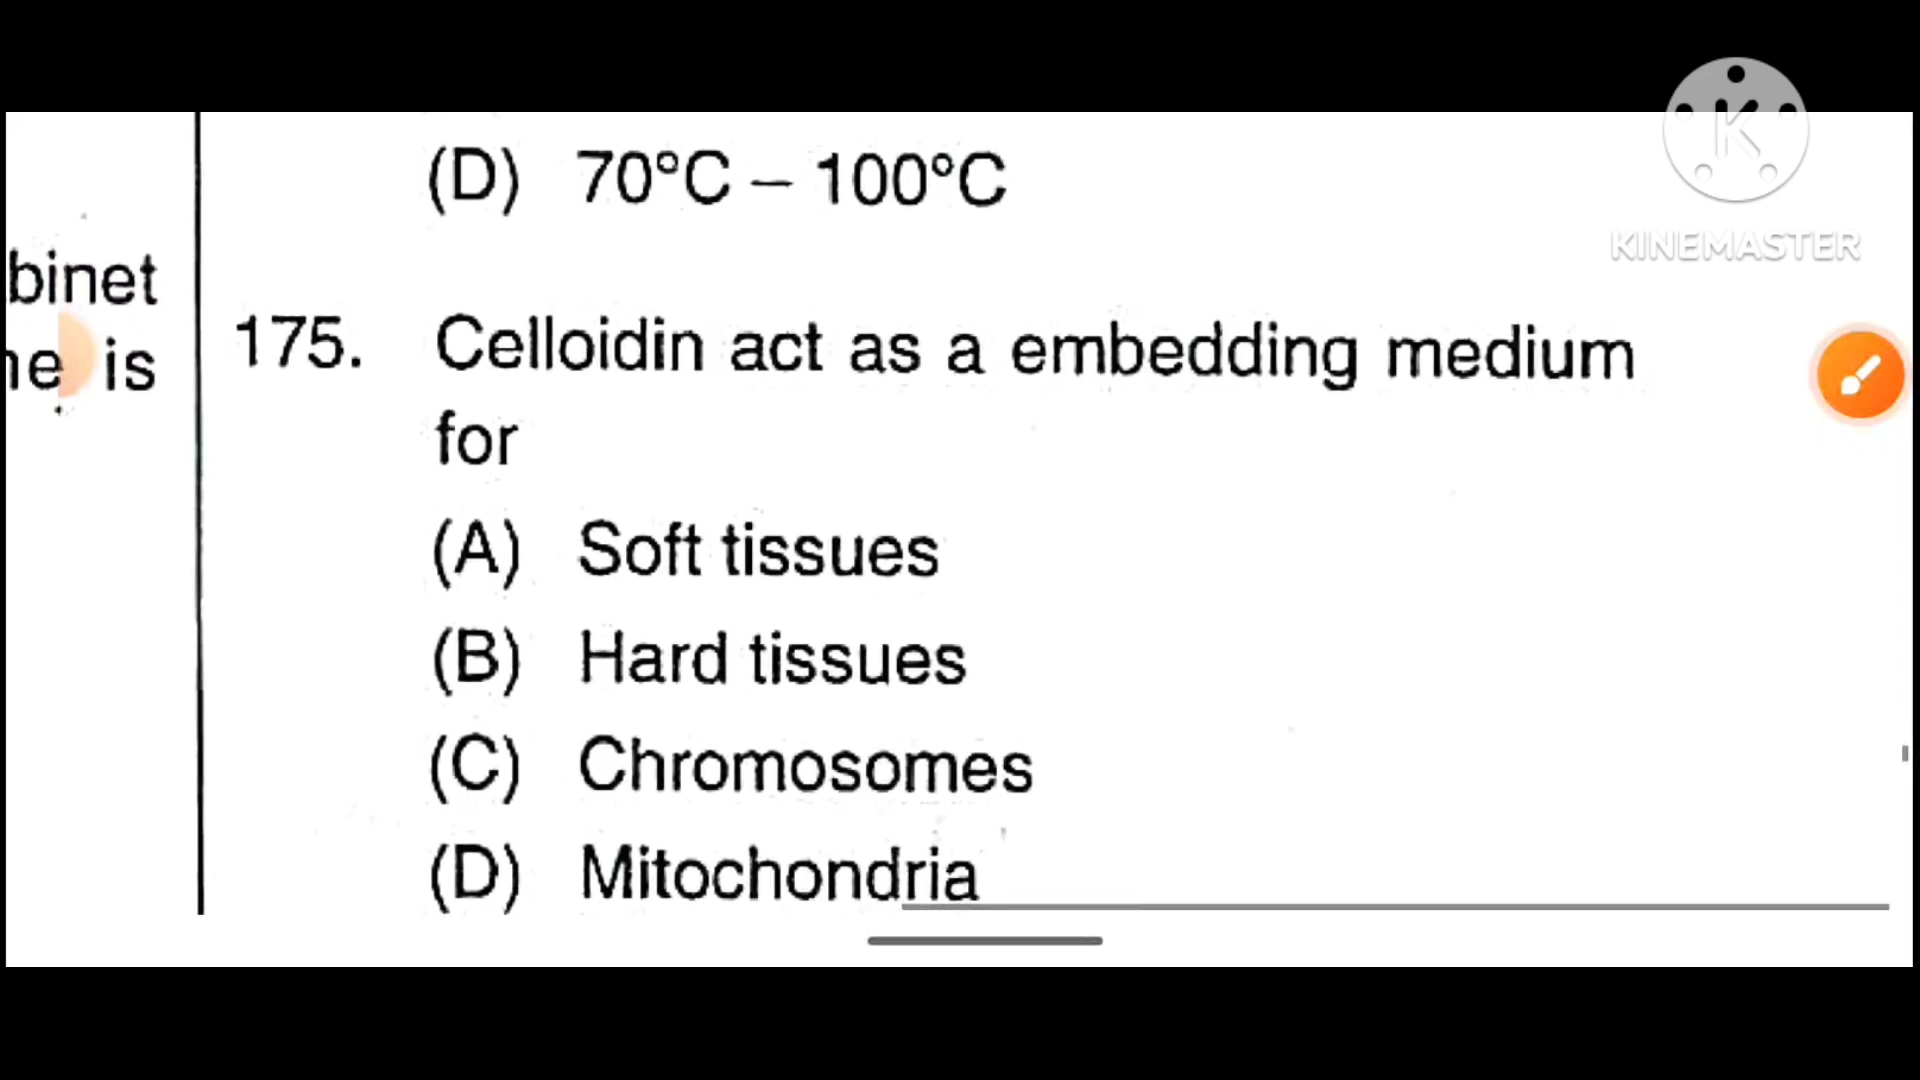 (D) 70°C – 100°C
KINEMASTER
binet
is
175. Celloidin act as a embedding medium
for
(A) Soft tissues
(B) Hard tissues
(C) Chromosomes
(D) Mitochondria